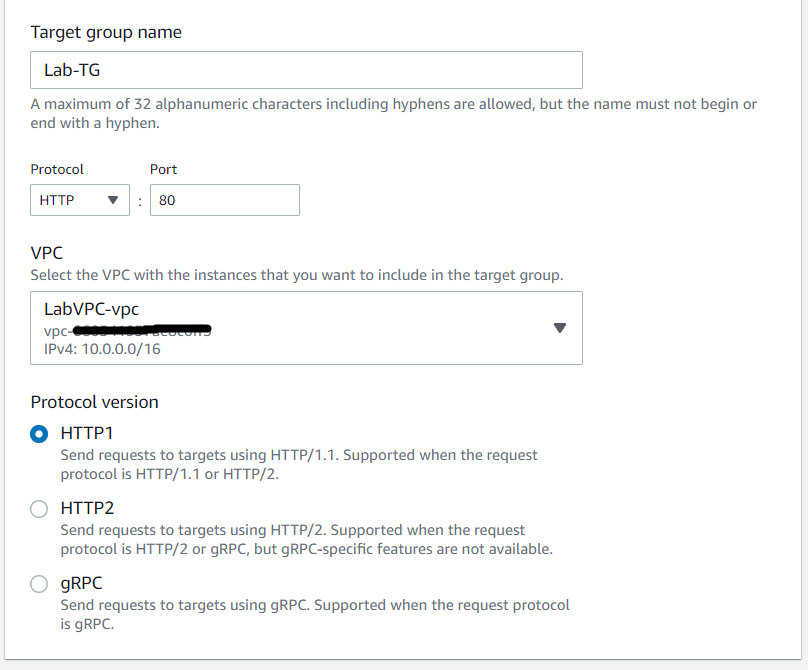 Target group name
Lab-TG
A maximum of 32 alphanumeric characters including hyphens are allowed, but the name must not begin or
end with a hyphen.
Protocol Port
HTTP : 80
VPC
Select the VPC with the instances that you want to include in the target group.
LabVPC-vpc
vpc-
IPv4: 10.0.0.0/16
Protocol version
HTTP1
Send requests to targets using HTTP/1.1. Supported when the request
protocol is HTTP/1.1 or HTTP/2.
HTTP2
Send requests to targets using HTTP/2. Supported when the request
protocol is HTTP/2 or gRPC, but gRPC-specific features are not available.
gRPC
Send requests to targets using gRPC. Supported when the request protocol
is gRPC.